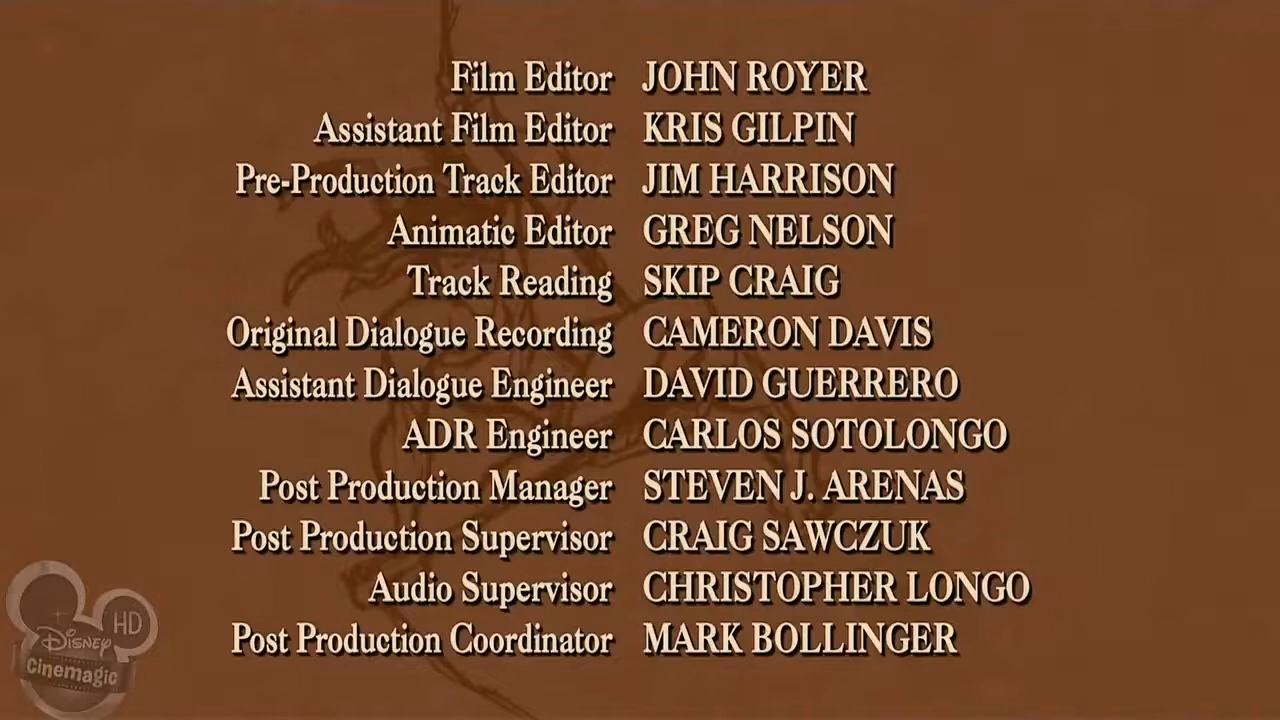 Film Editor JOHN ROYER
Assistant Film Editor KRIS GILPIN
Pre-Production Track Editor JIM HARRISON
Animatic Editor GREG NELSON
Track Reading SKIP CRAIG
Original Dialogue Recording CAMERON DAVIS
Assistant Dialogue Engineer DAVID GUERRERO
ADR Engineer CARLOS SOTOLONGO
Post Production Manager STEVEN J. ARENAS
Post Production Supervisor CRAIG SAWCZUK
Audio Supervisor CHRISTOPHER LONGO
Post Production Coordinator MARK BOLLINGER
HD
Disney
Cinemagic